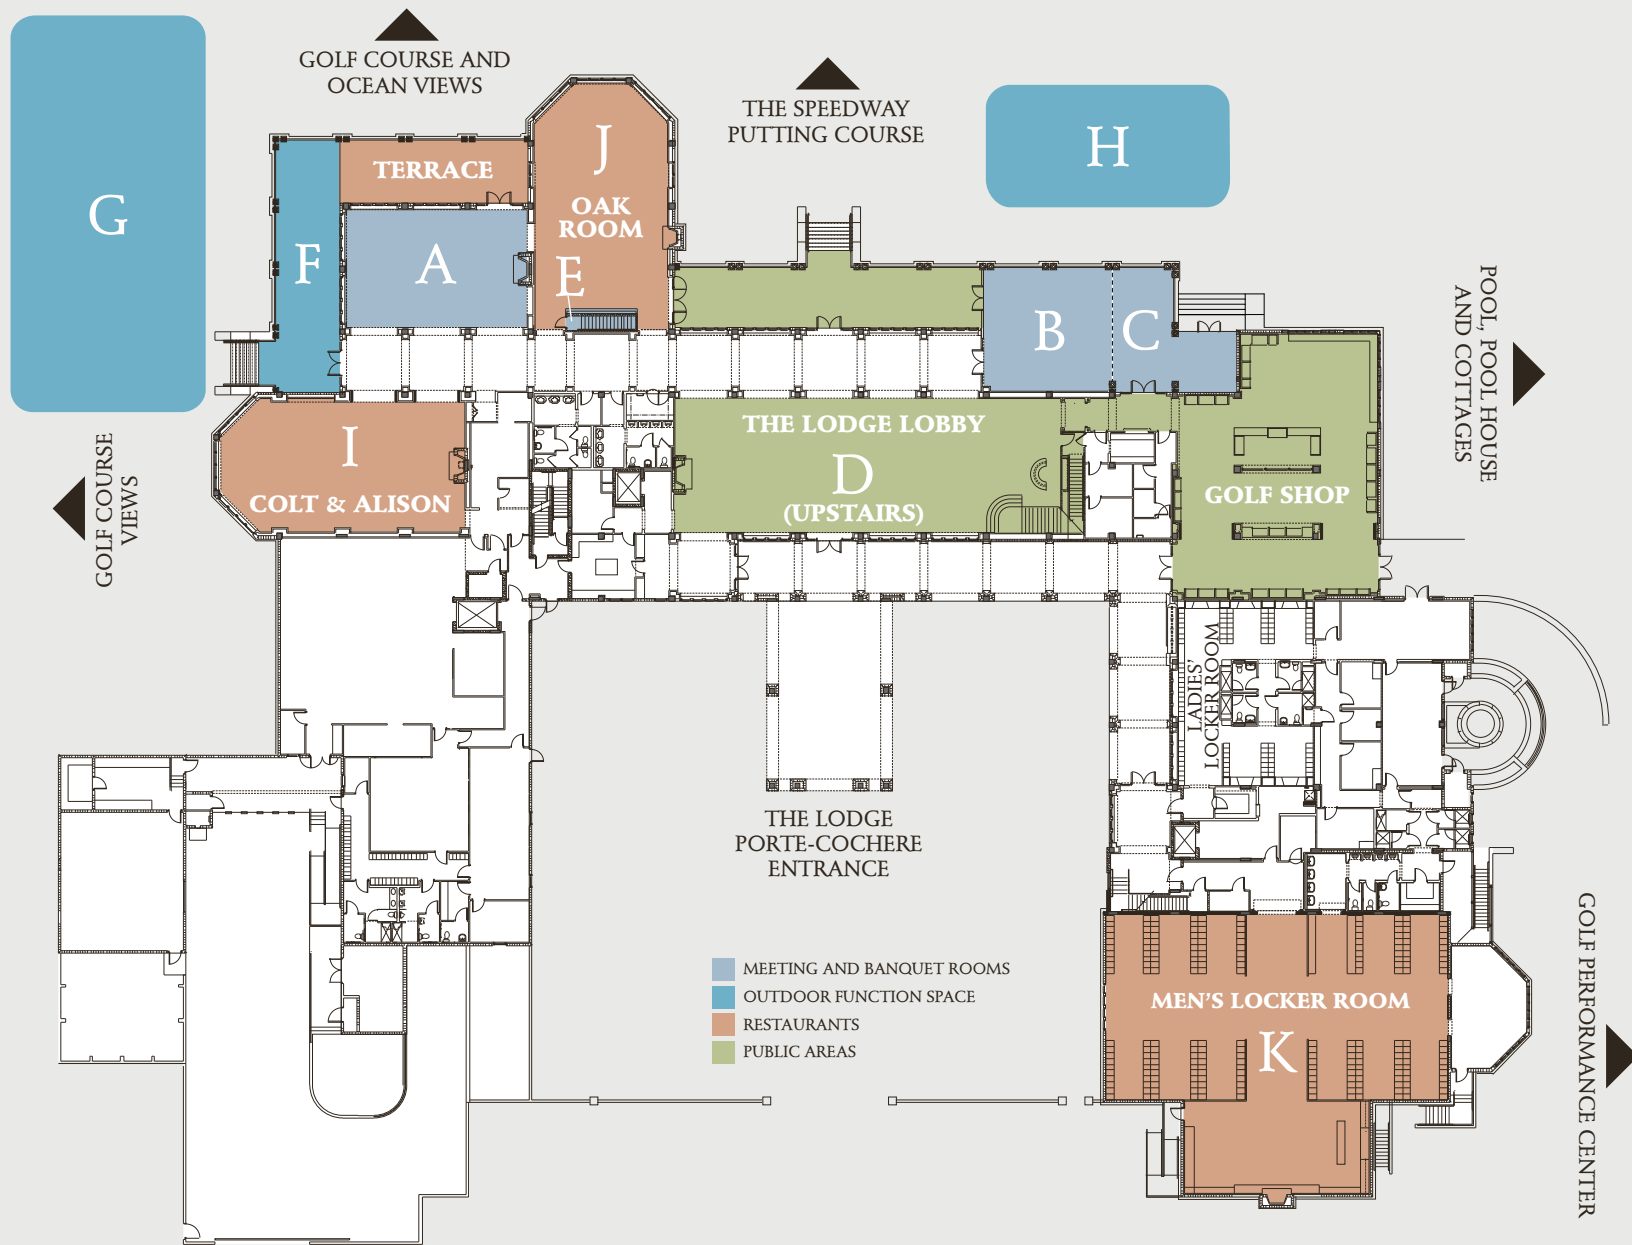 GOLF COURSE AND
OCEAN VIEWS
THE SPEEDWAY
PUTTING COURSE
G
H
J
TERRACE
OAK
ROOM
F
A
E
B
C
POOL, POOL HOUSE
AND COTTAGES
I
COLT & ALISON
THE LODGE LOBBY
D
(UPSTAIRS)
GOLF SHOP
GOLF COURSE
VIEWS
LADIES'
LOCKER ROOM
THE LODGE
PORTE-COCHERE
ENTRANCE
MEETING AND BANQUET ROOMS
OUTDOOR FUNCTION SPACE
RESTAURANTS
PUBLIC AREAS
MEN'S LOCKER ROOM
K
GOLF PERFORMANCE CENTER